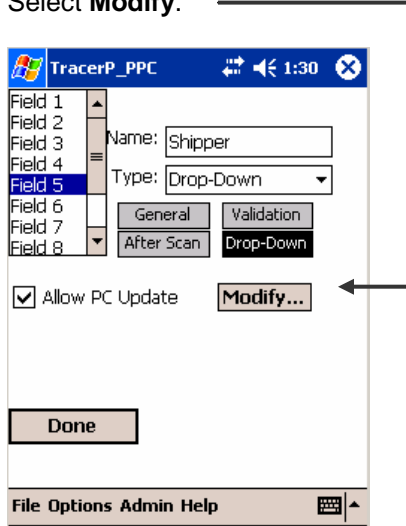 Select Modify.
TracerP_PPC 1:30
Field 1
Field 2
Field 3
Field 4
Field 5
Field 6
Field 7
Field 8
Name: Shipper
Type: Drop-Down
General Validation
After Scan Drop-Down
Allow PC Update Modify...
Done
File Options Admin Help